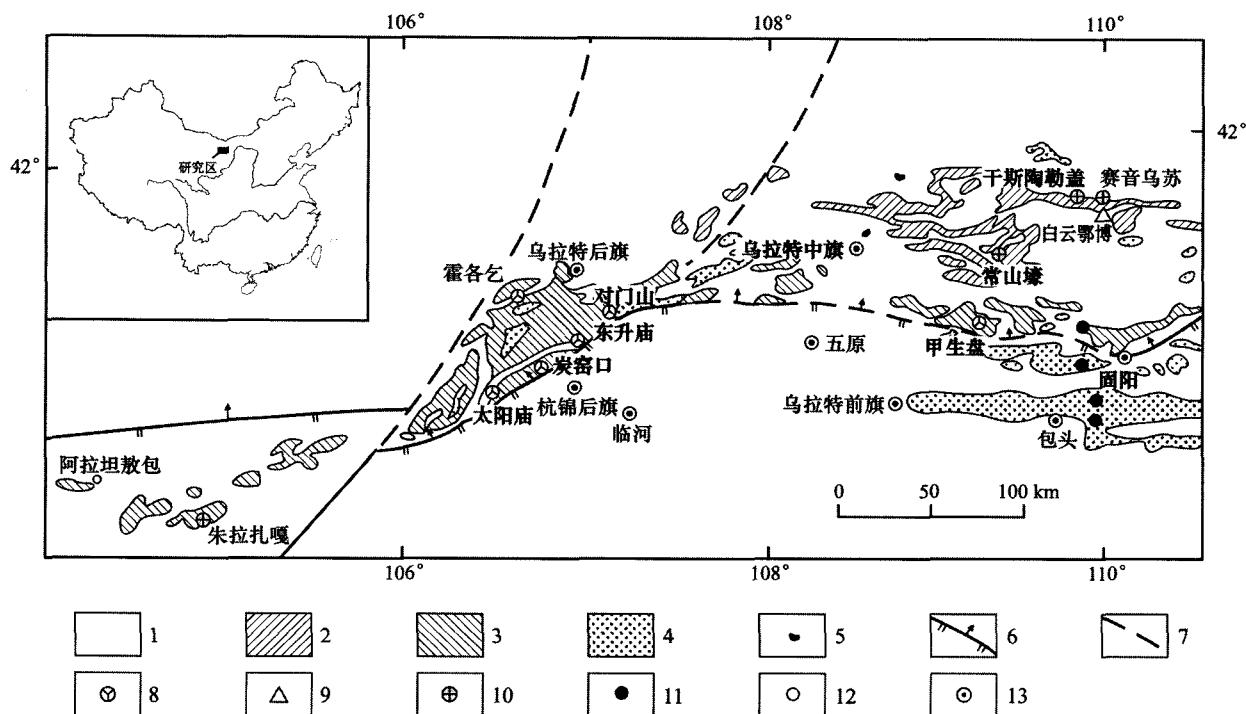 106°
108°
110°
42°
42°
研究区
干斯陶勒盖
赛音乌苏
白云鄂博
乌拉特中旗
常山壕
乌拉特后旗
霍各乞
对门山
东升庙
炭窑口
太阳庙
杭锦后旗
临河
五原
甲生盘
固阳
乌拉特前旗
包头
阿拉坦敖包
朱拉扎嘎
0 50 100 km
106°
108°
110°
1 2 3 4 5 6 7
8 9 10 11 12 13